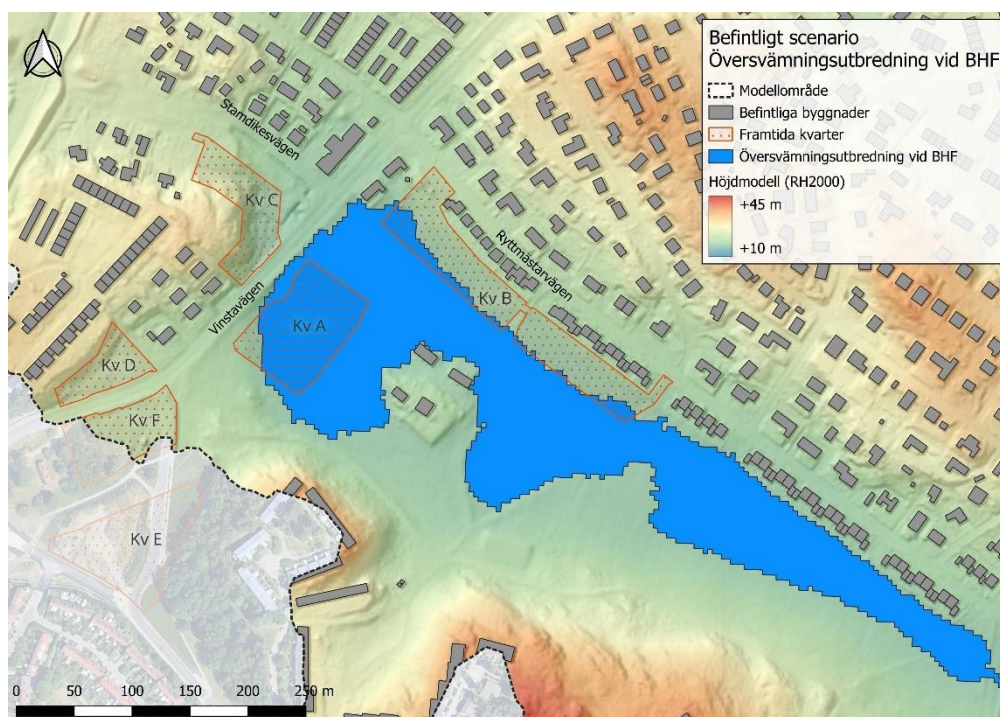 Befintligt scenario
Översvämningsutbredning vid BHF
Modellområde
Befintliga byggnader
Framtida kvarter
Översvämningsutbredning vid BHF
Höjdmodell (RH2000)
+45 m
+10 m
Stamdikesvägen
Kv C
Ryttmästarvägen
Vinstavägen
Kv B
Kv A
Kv D
Kv F
Kv E
0 50 100 150 200 250 m